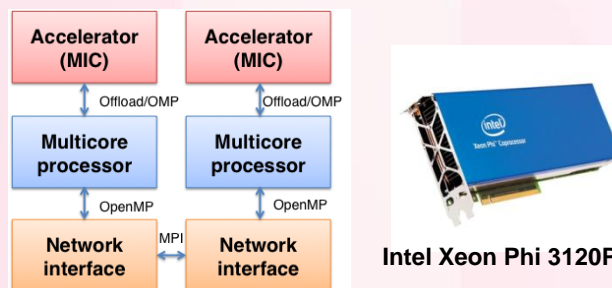 Accelerator
(MIC)
Accelerator
(MIC)
Offload/OMP
Offload/OMP
Multicore
processor
Multicore
processor
OpenMP
OpenMP
Network
interface
MPI
Network
interface
intel
Xeon Phi™ Coprocessor
Intel Xeon Phi 3120P